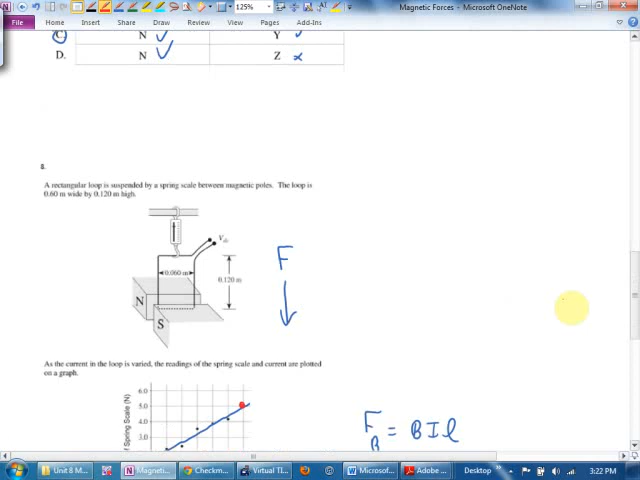 Magnetic Forces - Microsoft OneNote
125%
File Home Insert Share Draw Review View Page Setup Add-Ins
C. N Y
D. N Z
8.
A rectangular loop is suspended by a spring scale between magnetic poles. The loop is
0.60 m wide by 0.120 m high.
0.060 m
0.120 m
N
S
F
As the current in the loop is varied, the readings of the spring scale and current are plotted
on a graph.
6.0
5.0
4.0
3.0
Spring Scale (N)
F_B = BIl
Unit 8 M... Magneti... Checkm... Virtual TI... Microsof... Adobe R... Desktop 3:22 PM